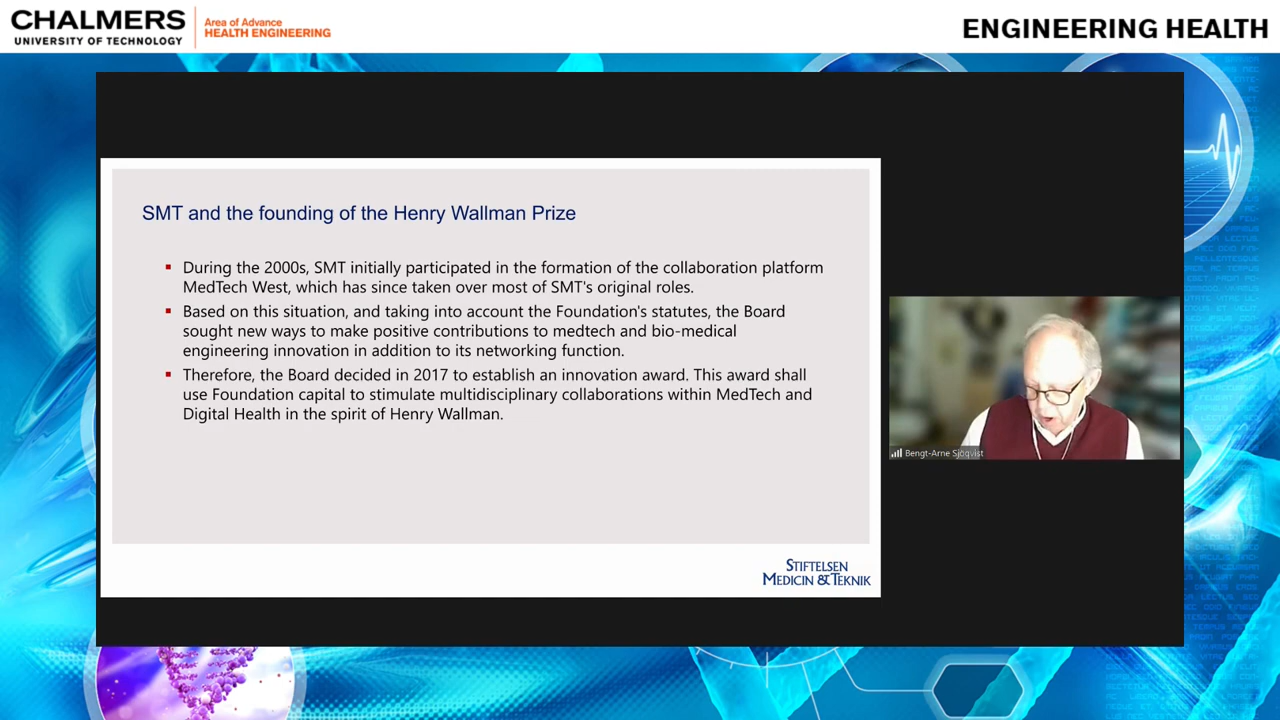 CHALMERS
UNIVERSITY OF TECHNOLOGY
Area of Advance
HEALTH ENGINEERING
ENGINEERING HEALTH
SMT and the founding of the Henry Wallman Prize
During the 2000s, SMT initially participated in the formation of the collaboration platform
MedTech West, which has since taken over most of SMT's original roles.
Based on this situation, and taking into account the Foundation's statutes, the Board
sought new ways to make positive contributions to medtech and bio-medical
engineering innovation in addition to its networking function.
Therefore, the Board decided in 2017 to establish an innovation award. This award shall
use Foundation capital to stimulate multidisciplinary collaborations within MedTech and
Digital Health in the spirit of Henry Wallman.
STIFTELSEN
MEDICIN & TEKNIK
Bengt-Arne Sjöqvist